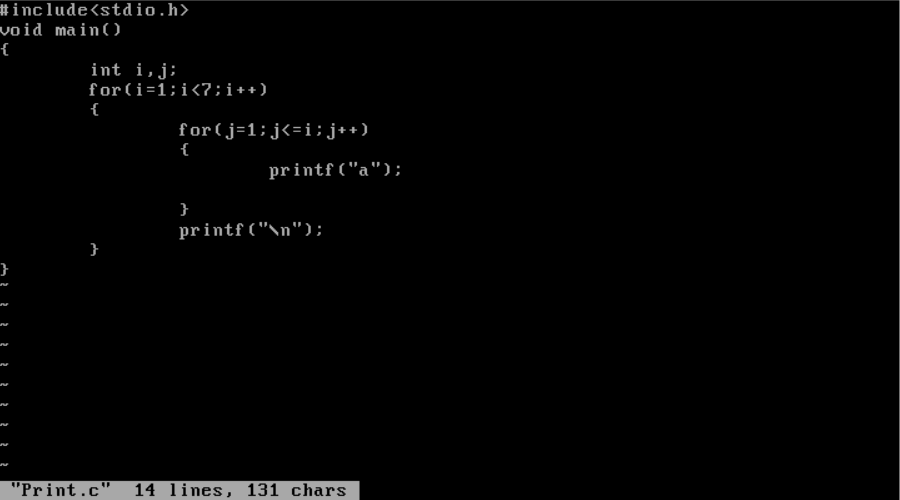 #include<stdio.h>
void main()
{
        int i,j;
        for(i=1;i<7;i++)
        {
                for(j=1;j<=i;j++)
                {
                        printf("a");

                }
                printf("\n");
        }
}
~
~
~
~
~
~
~
~
~
~
"Print.c"  14 lines, 131 chars